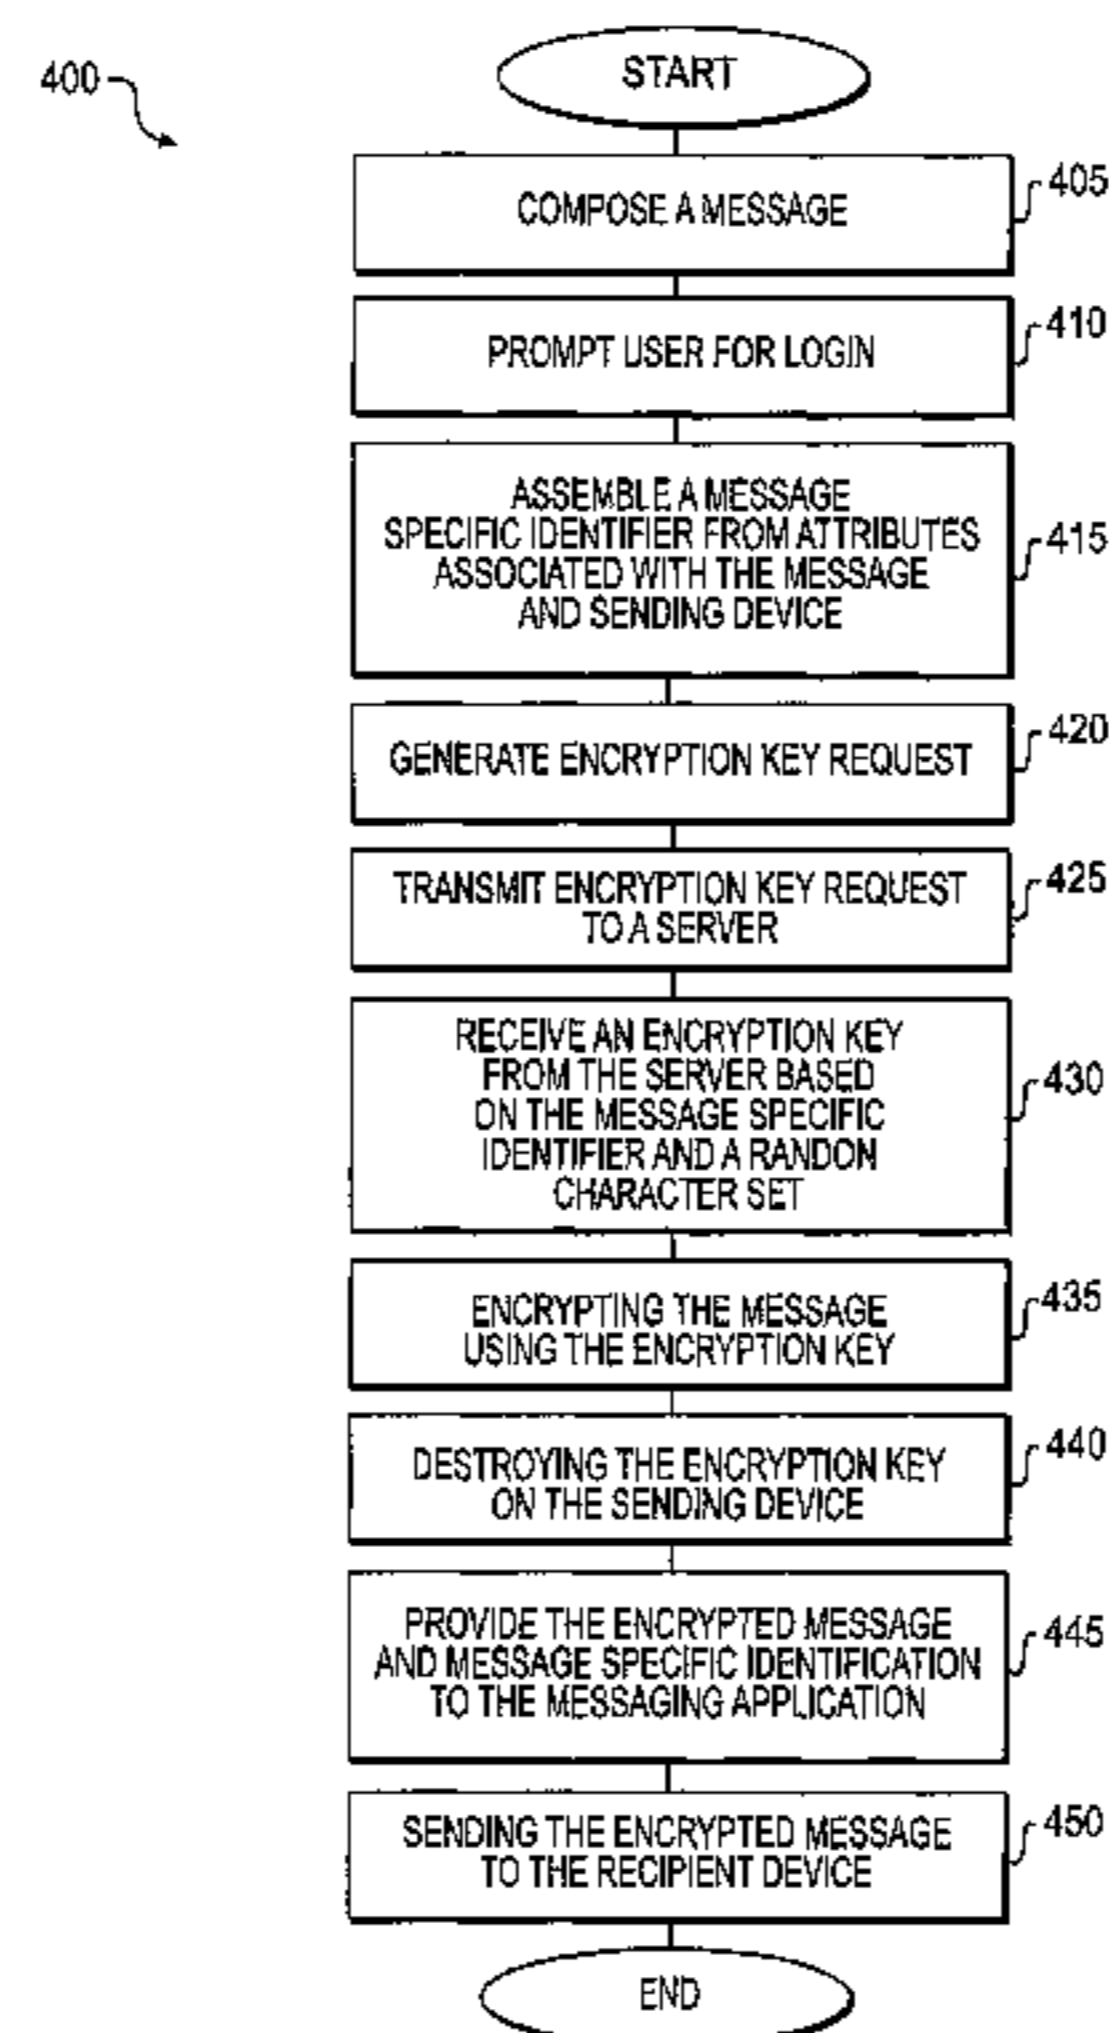 400
START
COMPOSE A MESSAGE
405
PROMPT USER FOR LOGIN
410
ASSEMBLE A MESSAGE
SPECIFIC IDENTIFIER FROM ATTRIBUTES
ASSOCIATED WITH THE MESSAGE
AND SENDING DEVICE
415
GENERATE ENCRYPTION KEY REQUEST
420
TRANSMIT ENCRYPTION KEY REQUEST
TO A SERVER
425
RECEIVE AN ENCRYPTION KEY
FROM THE SERVER BASED
ON THE MESSAGE SPECIFIC
IDENTIFIER AND A RANDON
CHARACTER SET
430
ENCRYPTING THE MESSAGE
USING THE ENCRYPTION KEY
435
DESTROYING THE ENCRYPTION KEY
ON THE SENDING DEVICE
440
PROVIDE THE ENCRYPTED MESSAGE
AND MESSAGE SPECIFIC IDENTIFICATION
TO THE MESSAGING APPLICATION
445
SENDING THE ENCRYPTED MESSAGE
TO THE RECIPIENT DEVICE
450
END